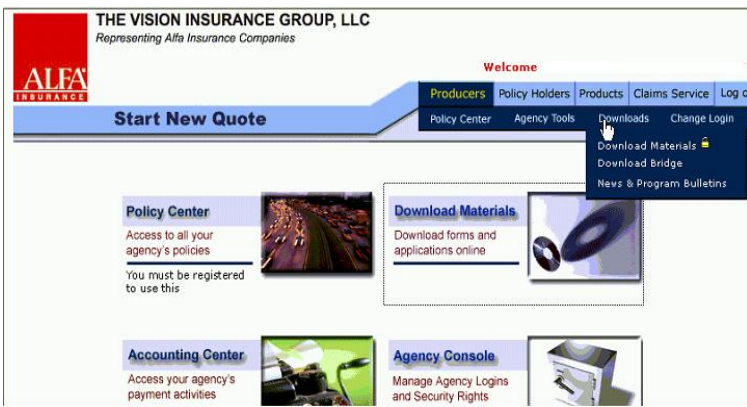 THE VISION INSURANCE GROUP, LLC
Representing Alfa Insurance Companies
ALFA
INSURANCE
Welcome
Producers Policy Holders Products Claims Service Log o
Start New Quote
Policy Center Agency Tools Downloads Change Login
Download Materials
Download Bridge
News & Program Bulletins
Policy Center
Access to all your
agency's policies
You must be registered
to use this
Download Materials
Download forms and
applications online
Accounting Center
Access your agency's
payment activities
Agency Console
Manage Agency Logins
and Security Rights